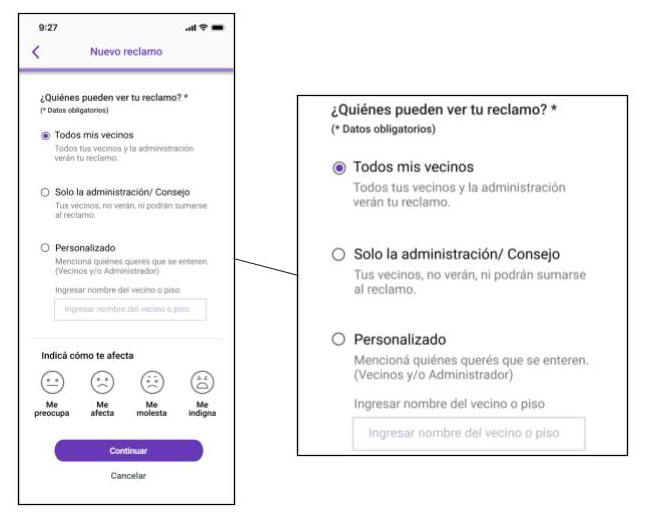 9:27
Nuevo reclamo
¿Quiénes pueden ver tu reclamo? *
(* Datos obligatorios)
Todos mis vecinos
Todos tus vecinos y la administración
verán tu reclamo.
Solo la administración/ Consejo
Tus vecinos, no verán, ni podrán sumarse
al reclamo.
Personalizado
Mencioná quiénes querés que se enteren.
(Vecinos y/o Administrador)
Ingresar nombre del vecino o piso
Ingresar nombre del vecino o piso
Indicá cómo te afecta
Me
preocupa
Me
afecta
Me
molesta
Me
indigna
Continuar
Cancelar
¿Quiénes pueden ver tu reclamo? *
(* Datos obligatorios)
Todos mis vecinos
Todos tus vecinos y la administración
verán tu reclamo.
Solo la administración/ Consejo
Tus vecinos, no verán, ni podrán sumarse
al reclamo.
Personalizado
Mencioná quiénes querés que se enteren.
(Vecinos y/o Administrador)
Ingresar nombre del vecino o piso
Ingresar nombre del vecino o piso